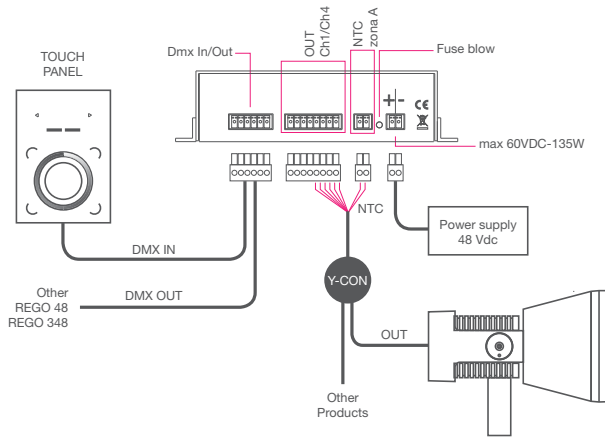 TOUCH
PANEL
Dmx In/Out
OUT
Ch1/Ch4
NTC
zona A
Fuse blow
+ -
CE
max 60VDC-135W
NTC
Power supply
48 Vdc
DMX IN
Y-CON
Other
REGO 48
REGO 348
DMX OUT
OUT
Other
Products